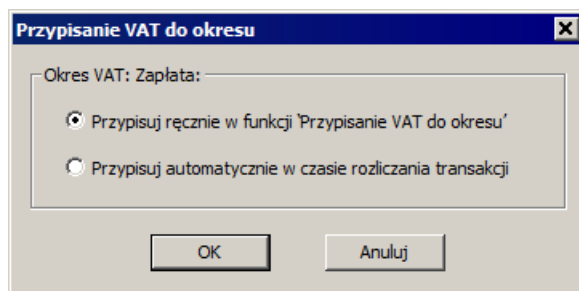 Przypisanie VAT do okresu
Okres VAT: Zapłata:
Przypisuj ręcznie w funkcji 'Przypisanie VAT do okresu'
Przypisuj automatycznie w czasie rozliczania transakcji
OK Anuluj